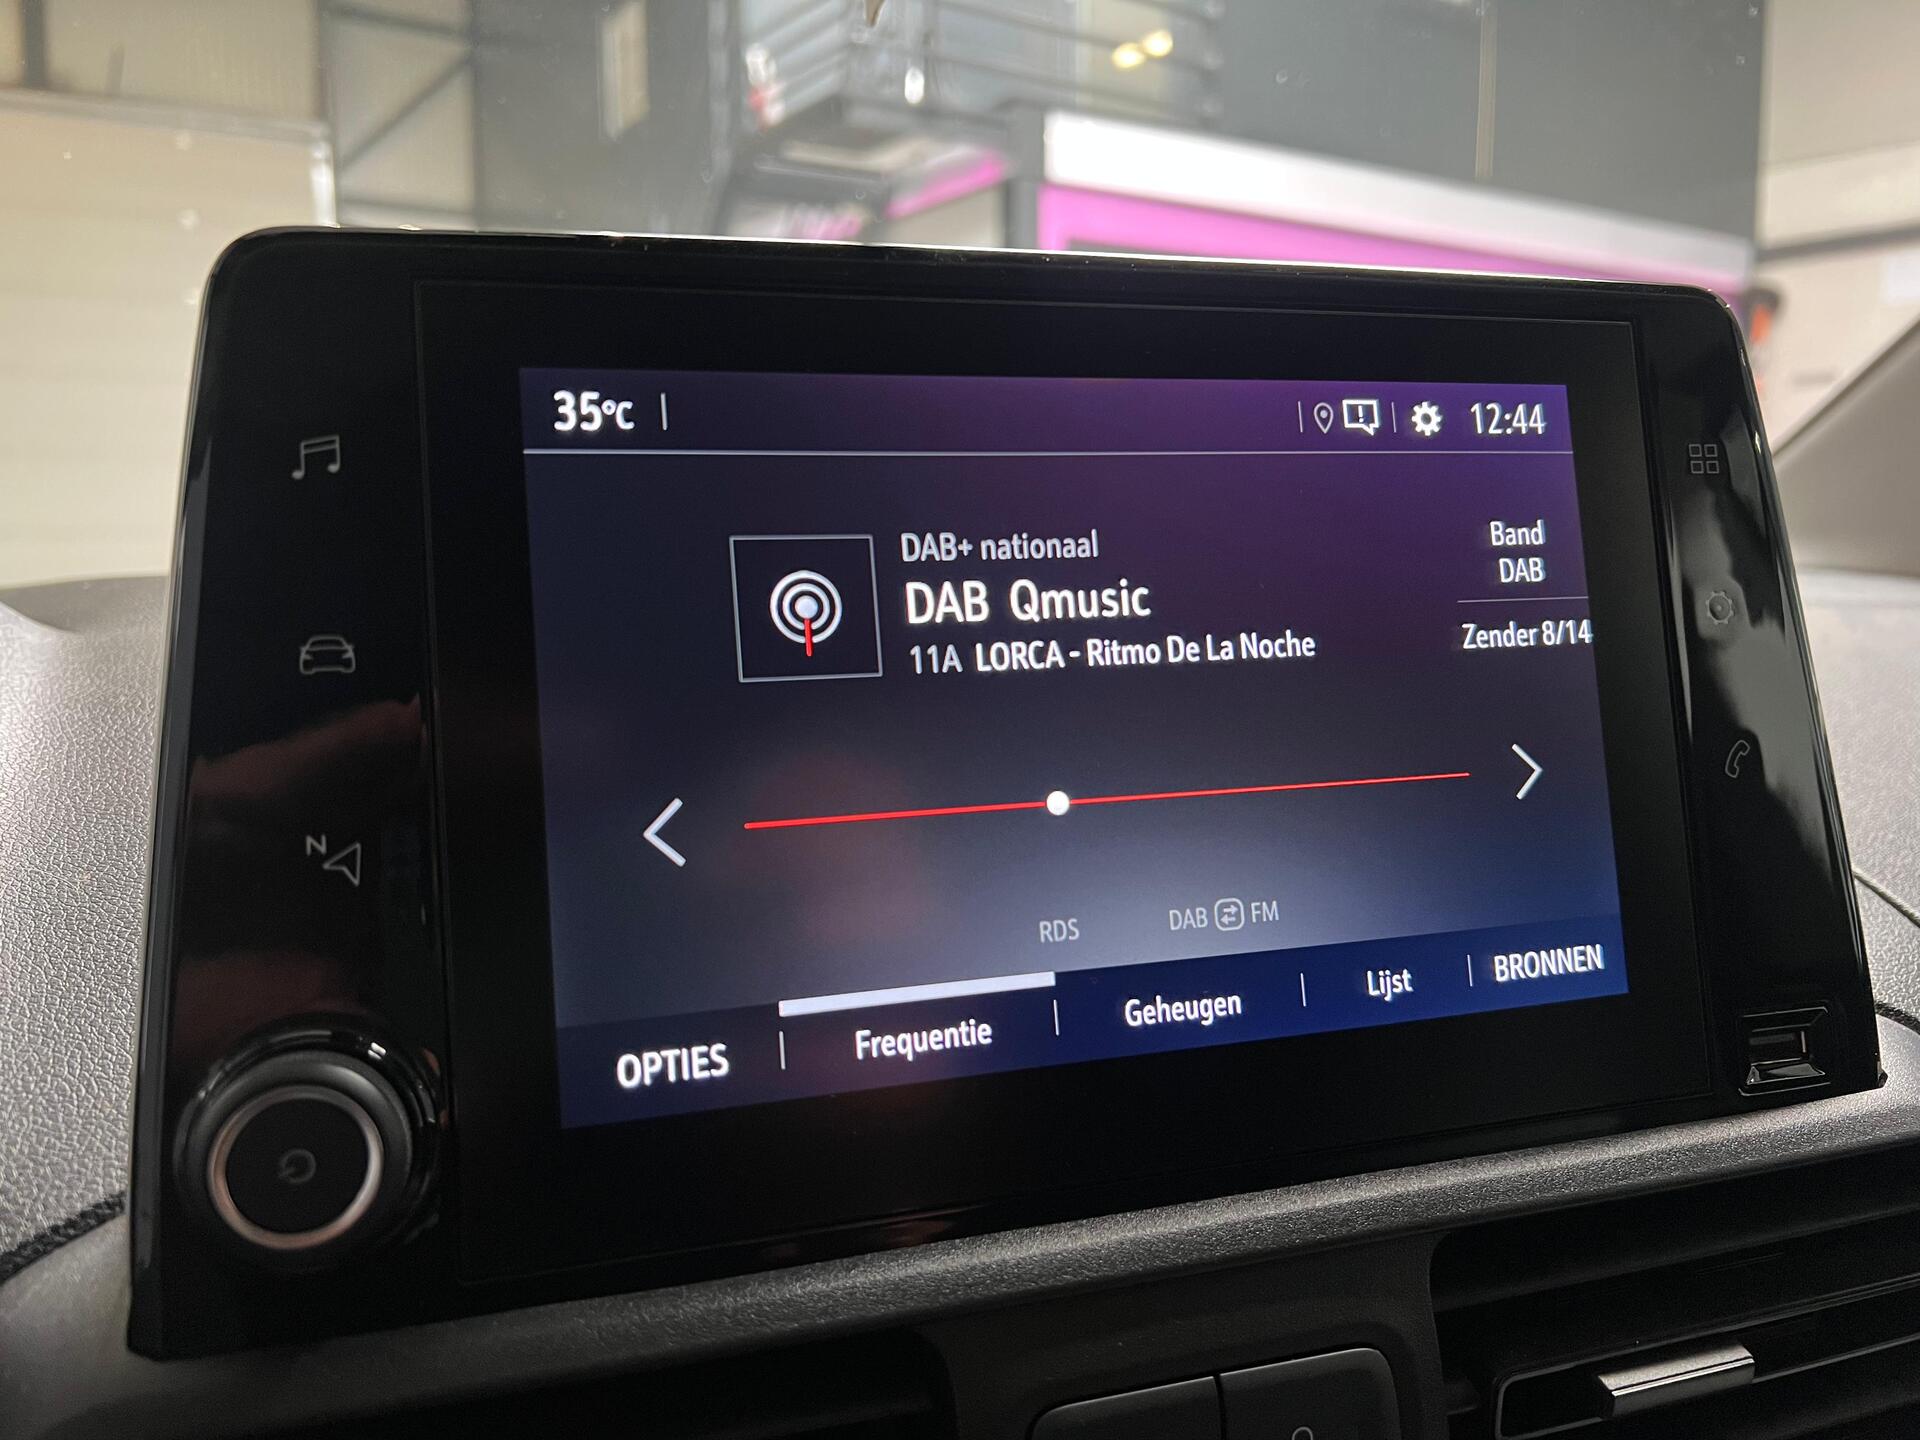 35°C
12:44
DAB+ nationaal
DAB Qmusic
11A LORCA - Ritmo De La Noche
Band
DAB
Zender 8/14
RDS
DAB FM
OPTIES
Frequentie
Geheugen
Lijst
BRONNEN
N